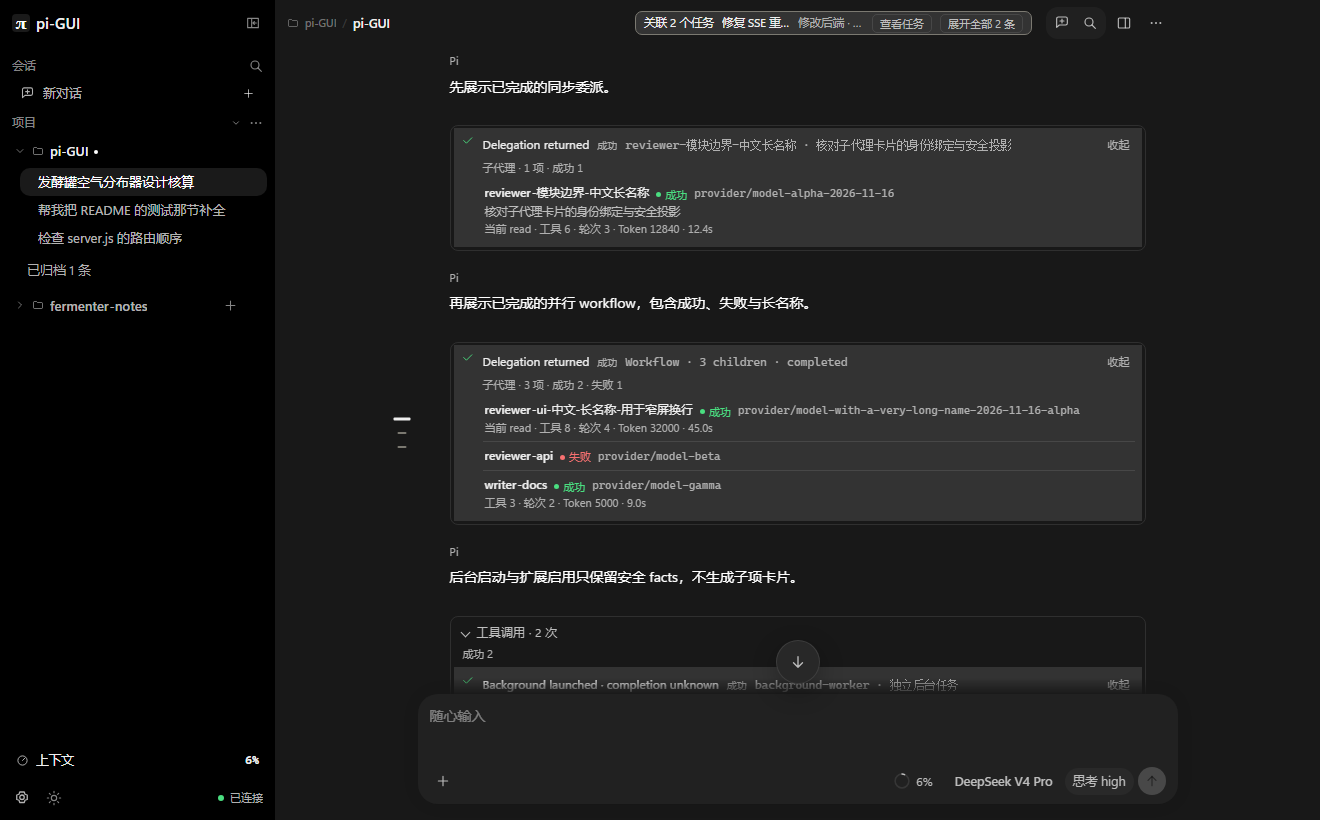 π pi-GUI
会话
新对话
项目
pi-GUI
发酵罐空气分布器设计核算
帮我把 README 的测试那节补全
检查 server.js 的路由顺序
已归档 1 条
fermenter-notes
上下文 6%
已连接
pi-GUI / pi-GUI
关联 2 个任务 修复 SSE 重... 修改后端 · ... 查看任务 展开全部 2 条
Pi
先展示已完成的同步委派。
Delegation returned 成功 reviewer-模块边界-中文长名称 · 核对子代理卡片的身份绑定与安全投影 收起
子代理 · 1 项 · 成功 1
reviewer-模块边界-中文长名称 成功 provider/model-alpha-2026-11-16
核对子代理卡片的身份绑定与安全投影
当前 read · 工具 6 · 轮次 3 · Token 12840 · 12.4s
Pi
再展示已完成的并行 workflow，包含成功、失败与长名称。
Delegation returned 成功 Workflow · 3 children · completed 收起
子代理 · 3 项 · 成功 2 · 失败 1
reviewer-ui-中文-长名称-用于窄屏换行 成功 provider/model-with-a-very-long-name-2026-11-16-alpha
当前 read · 工具 8 · 轮次 4 · Token 32000 · 45.0s
reviewer-api 失败 provider/model-beta
writer-docs 成功 provider/model-gamma
工具 3 · 轮次 2 · Token 5000 · 9.0s
Pi
后台启动与扩展启用只保留安全 facts，不生成子项卡片。
工具调用 · 2 次
成功 2
Background launched · completion unknown 成功 background-worker · 独立后台任务 收起
随心输入
6% DeepSeek V4 Pro 思考 high